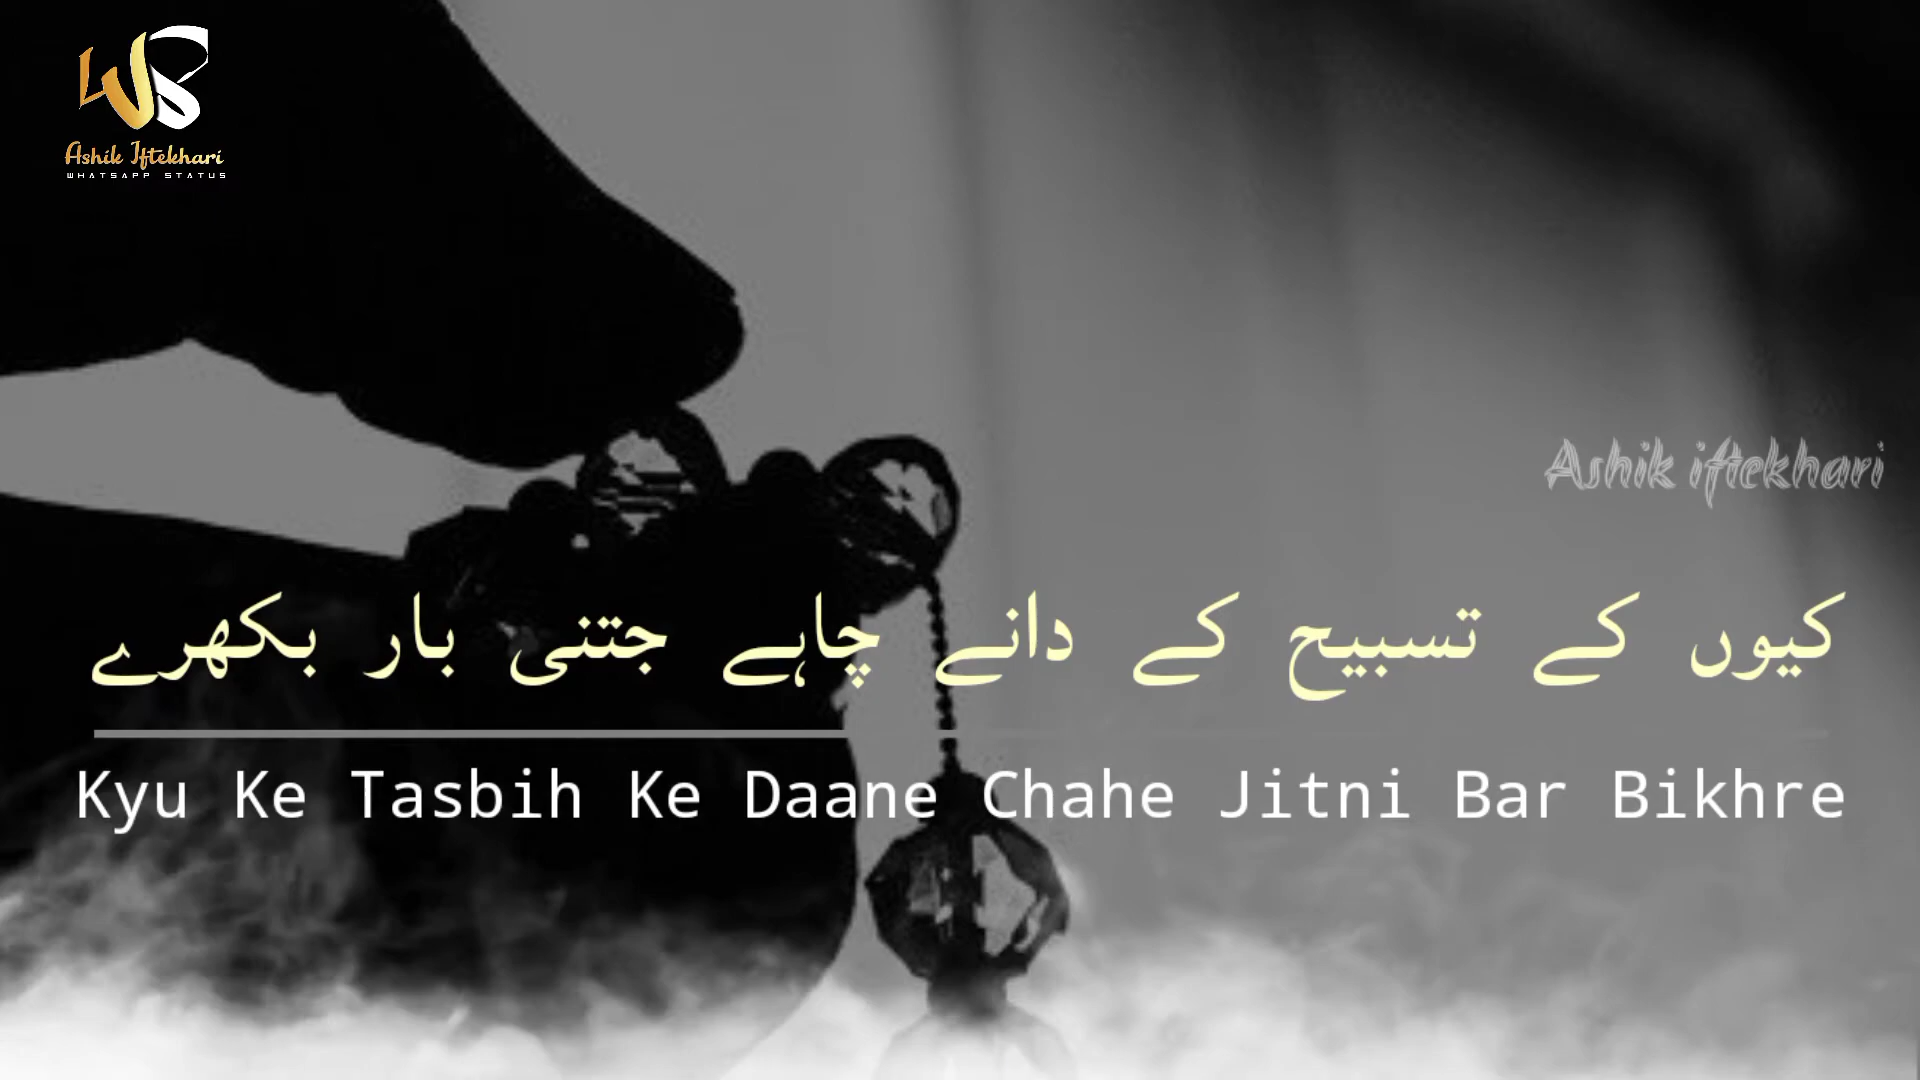 WS
Ashik Iftekhari
WHATSAPP STATUS
Ashik iftekhari
کیوں کے تسبیح کے دانے چاہے جتنی بار بکھرے
Kyu Ke Tasbih Ke Daane Chahe Jitni Bar Bikhre